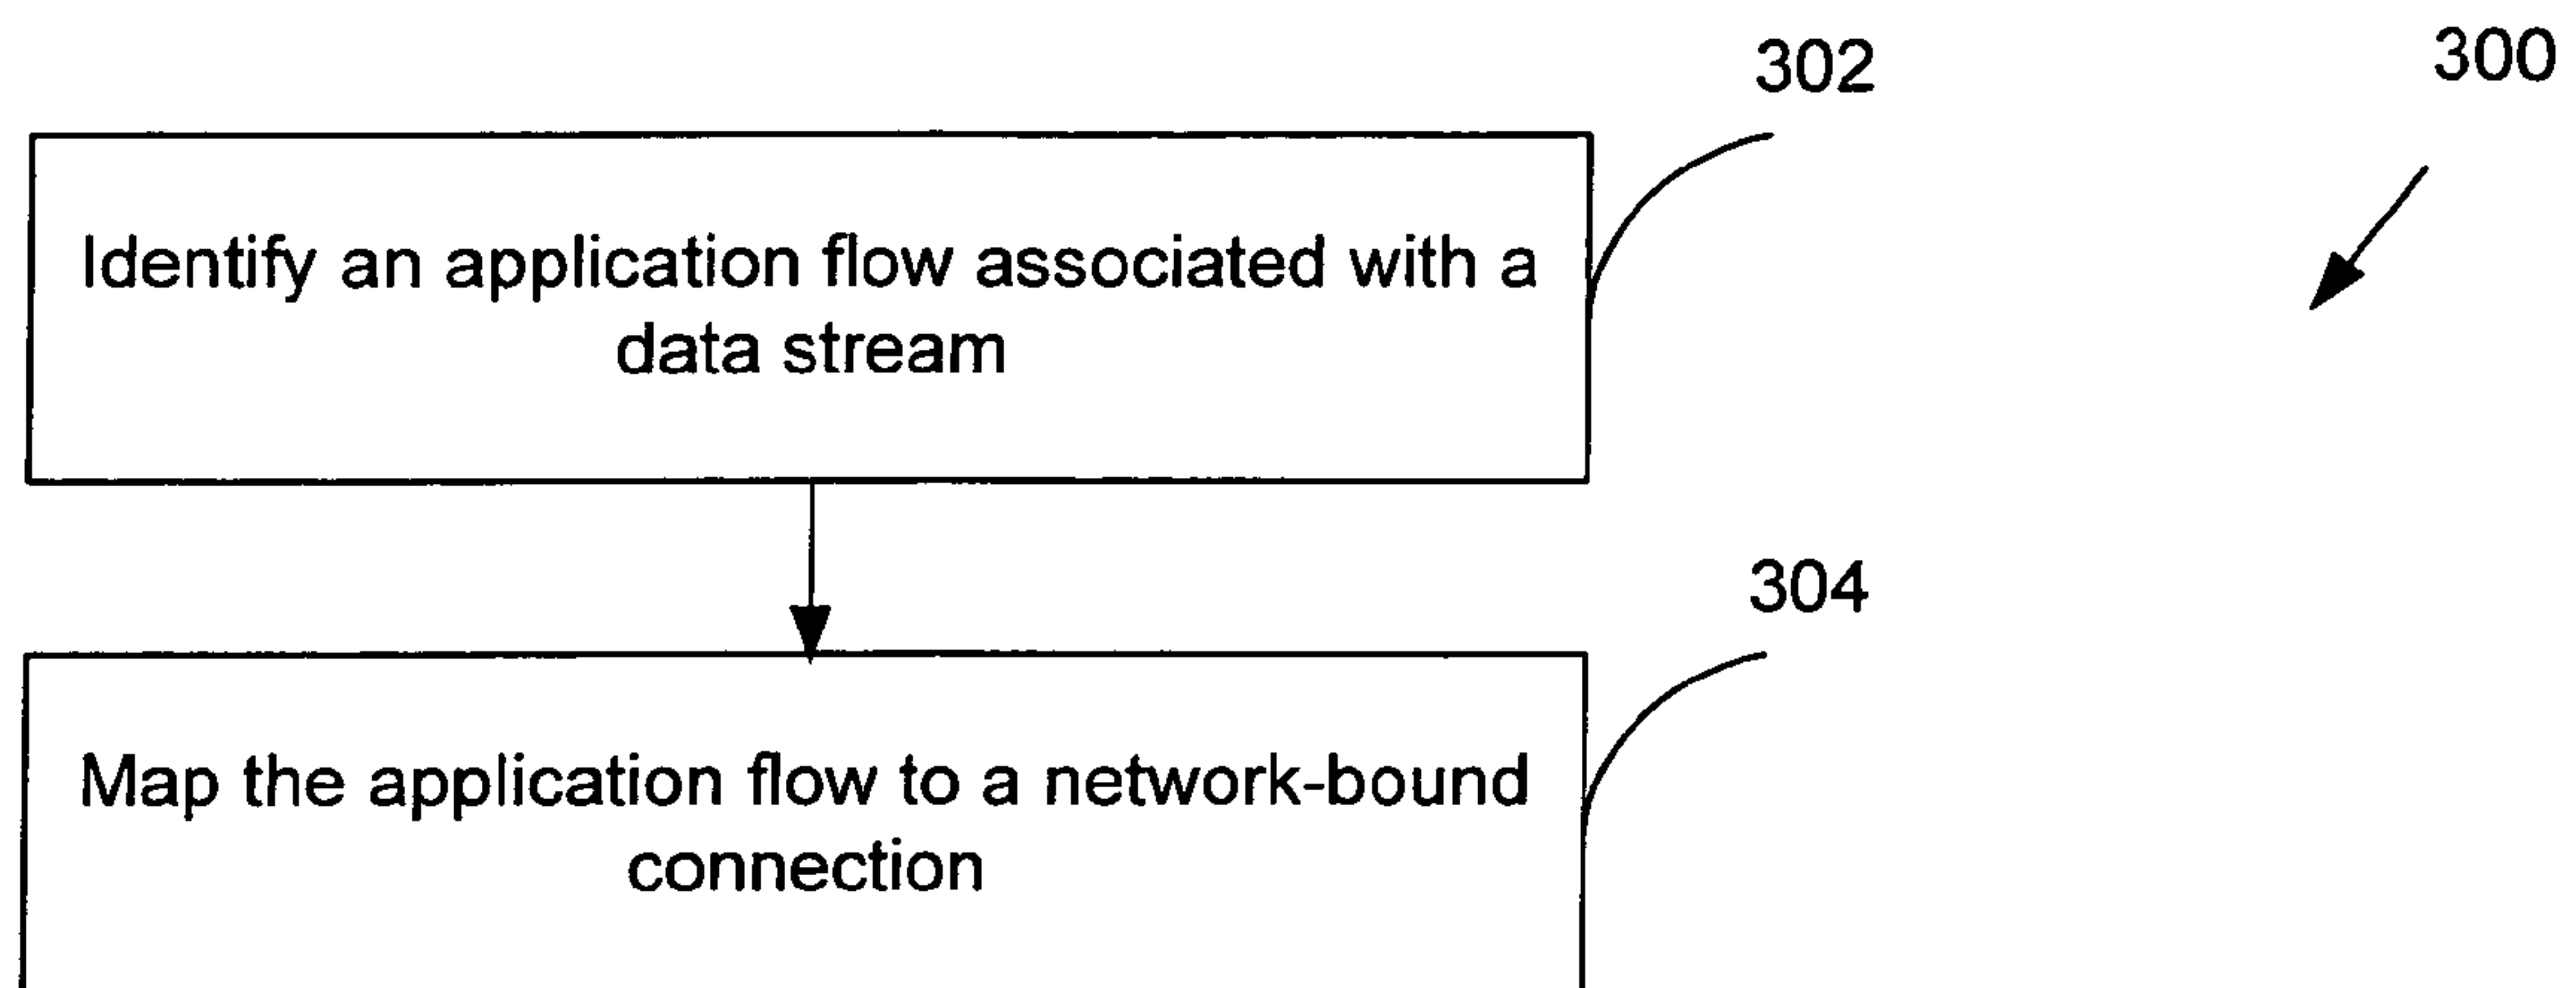 300
302
Identify an application flow associated with a
data stream
304
Map the application flow to a network-bound
connection